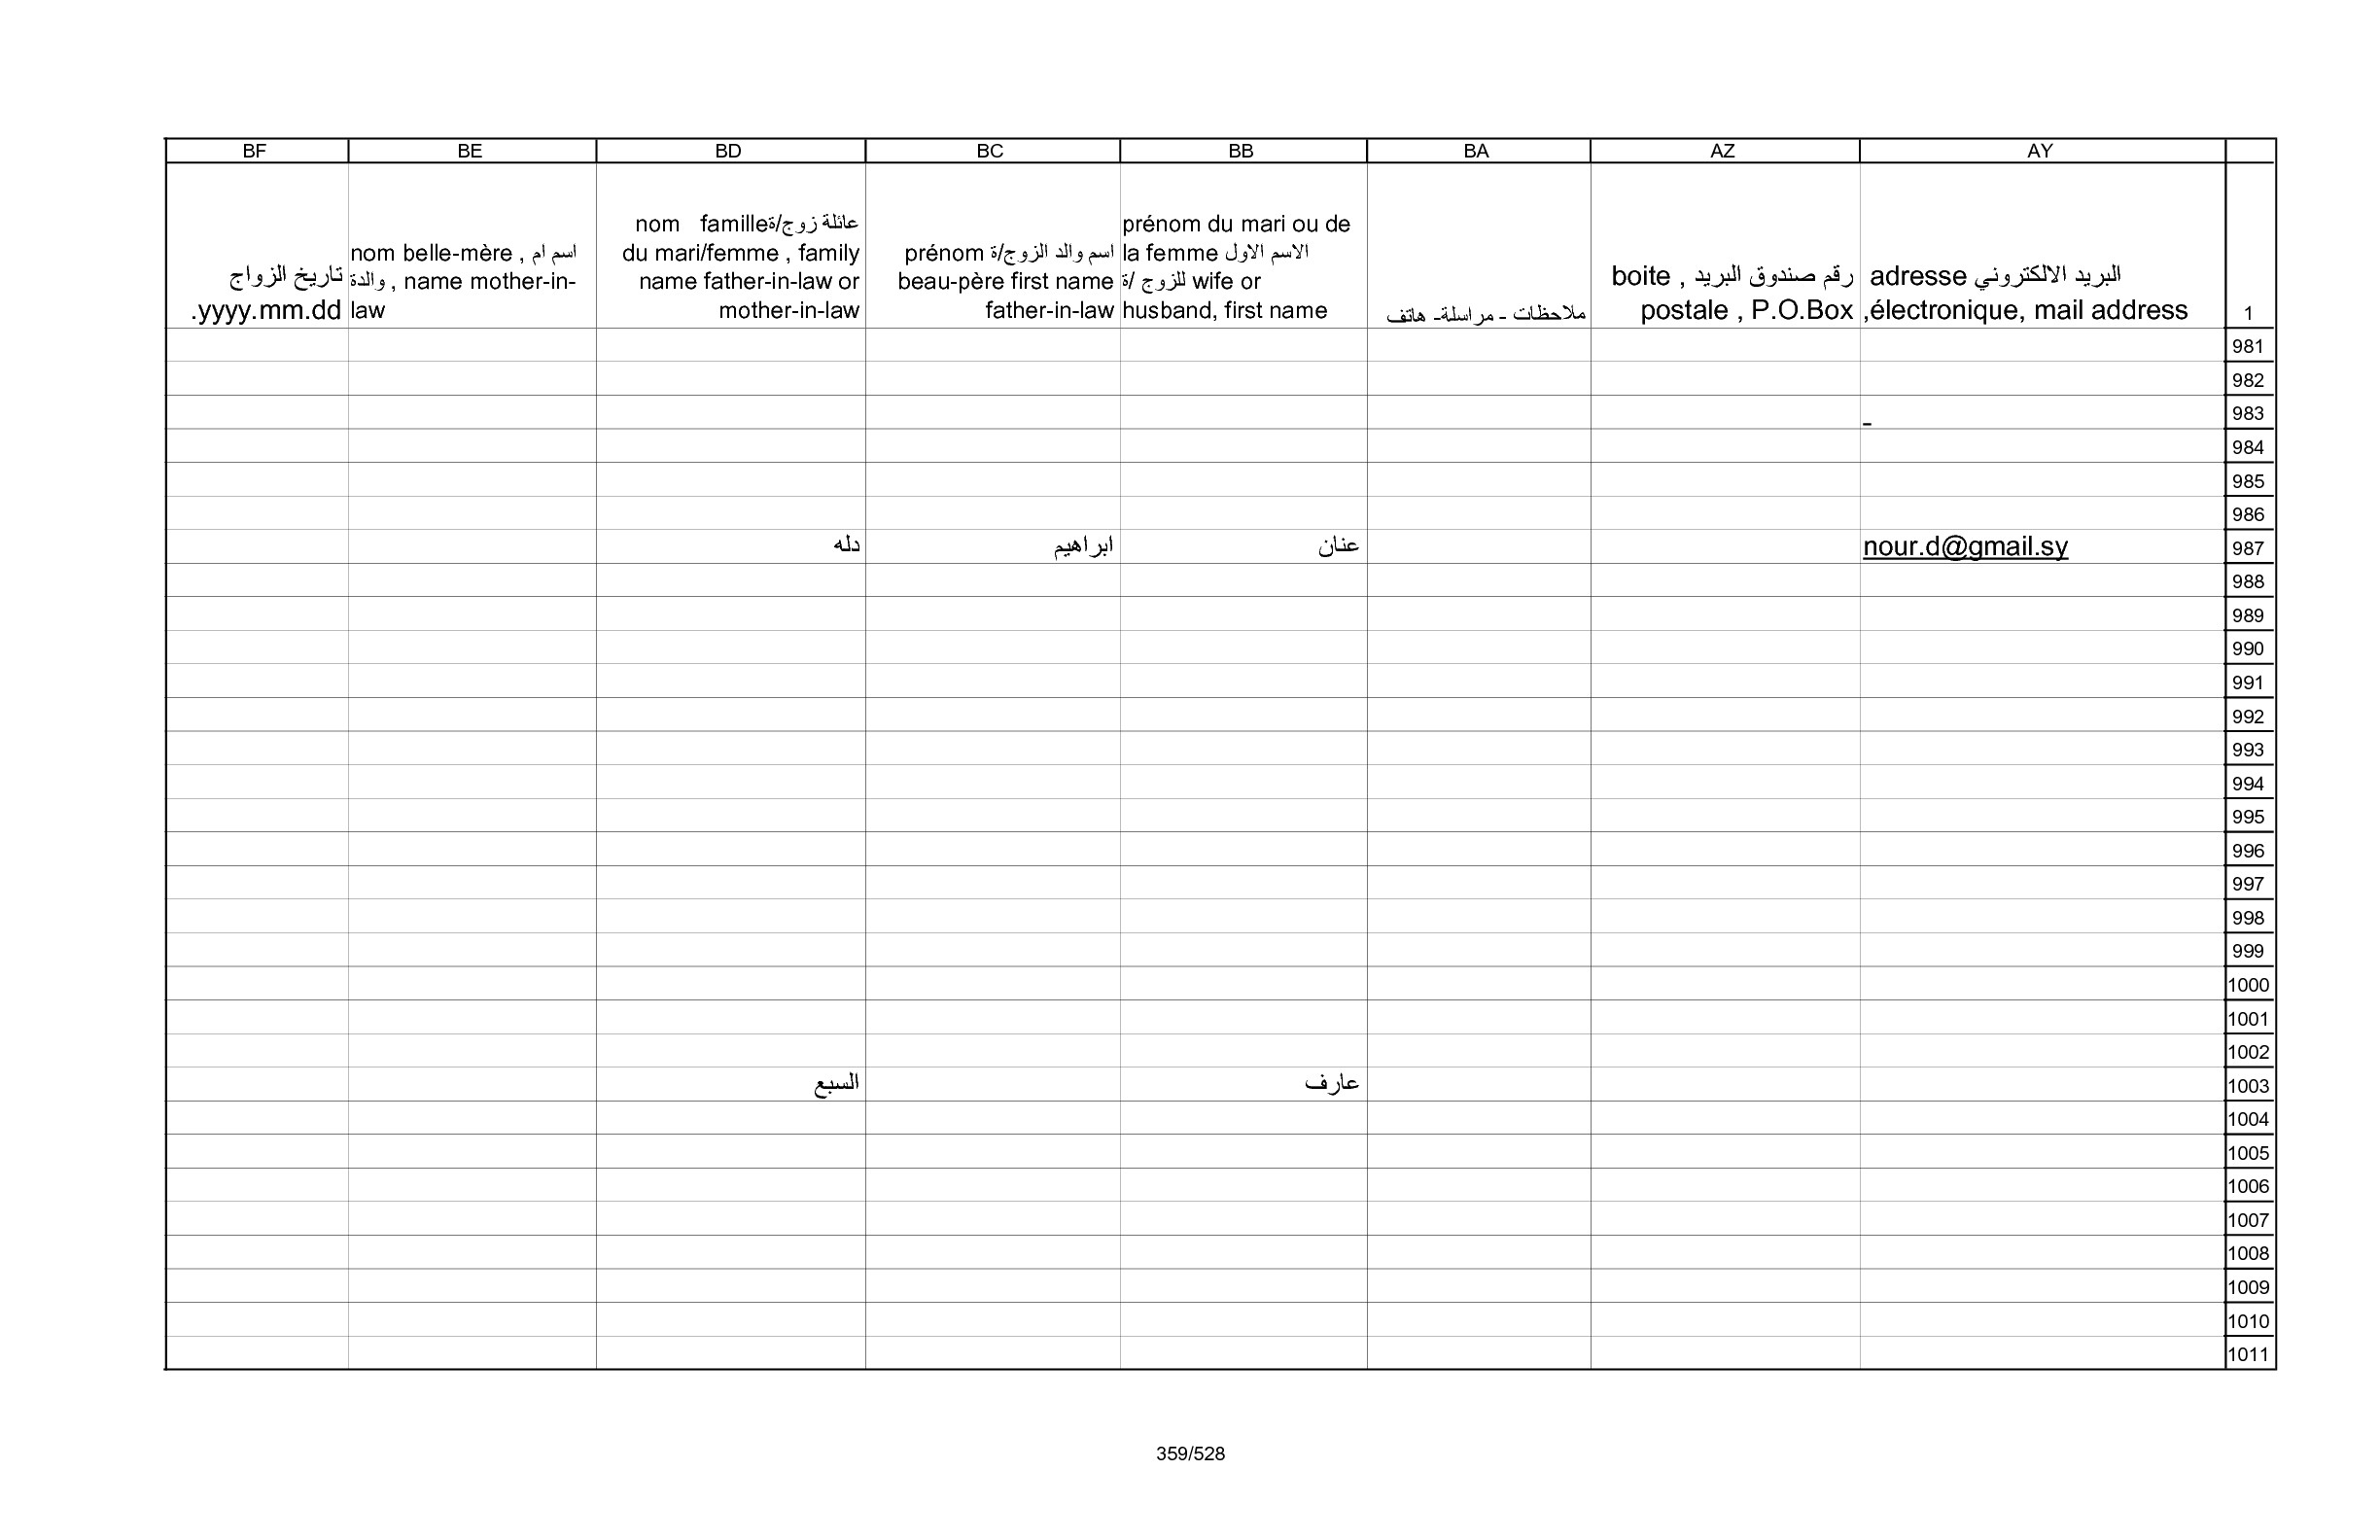 BF BE BD BC BB BA AZ AY
تاريخ الزواج
yyyy.mm.dd.
nom belle-mère , اسم ام
والدة , name mother-in-
law
nom famille عائلة زوج/ة
du mari/femme , family
name father-in-law or
mother-in-law
prénom اسم والد الزوج/ة
beau-père first name
father-in-law
prénom du mari ou de
la femme الاسم الاول
للزوج /ة wife or
husband, first name
ملاحظات - مراسلة- هاتف
boite , رقم صندوق البريد
postale , P.O.Box
adresse البريد الالكتروني
,électronique, mail address
1
981
982
- 983
984
985
986
دله ابراهيم عنان nour.d@gmail.sy 987
988
989
990
991
992
993
994
995
996
997
998
999
1000
1001
1002
السبع عارف 1003
1004
1005
1006
1007
1008
1009
1010
1011
359/528